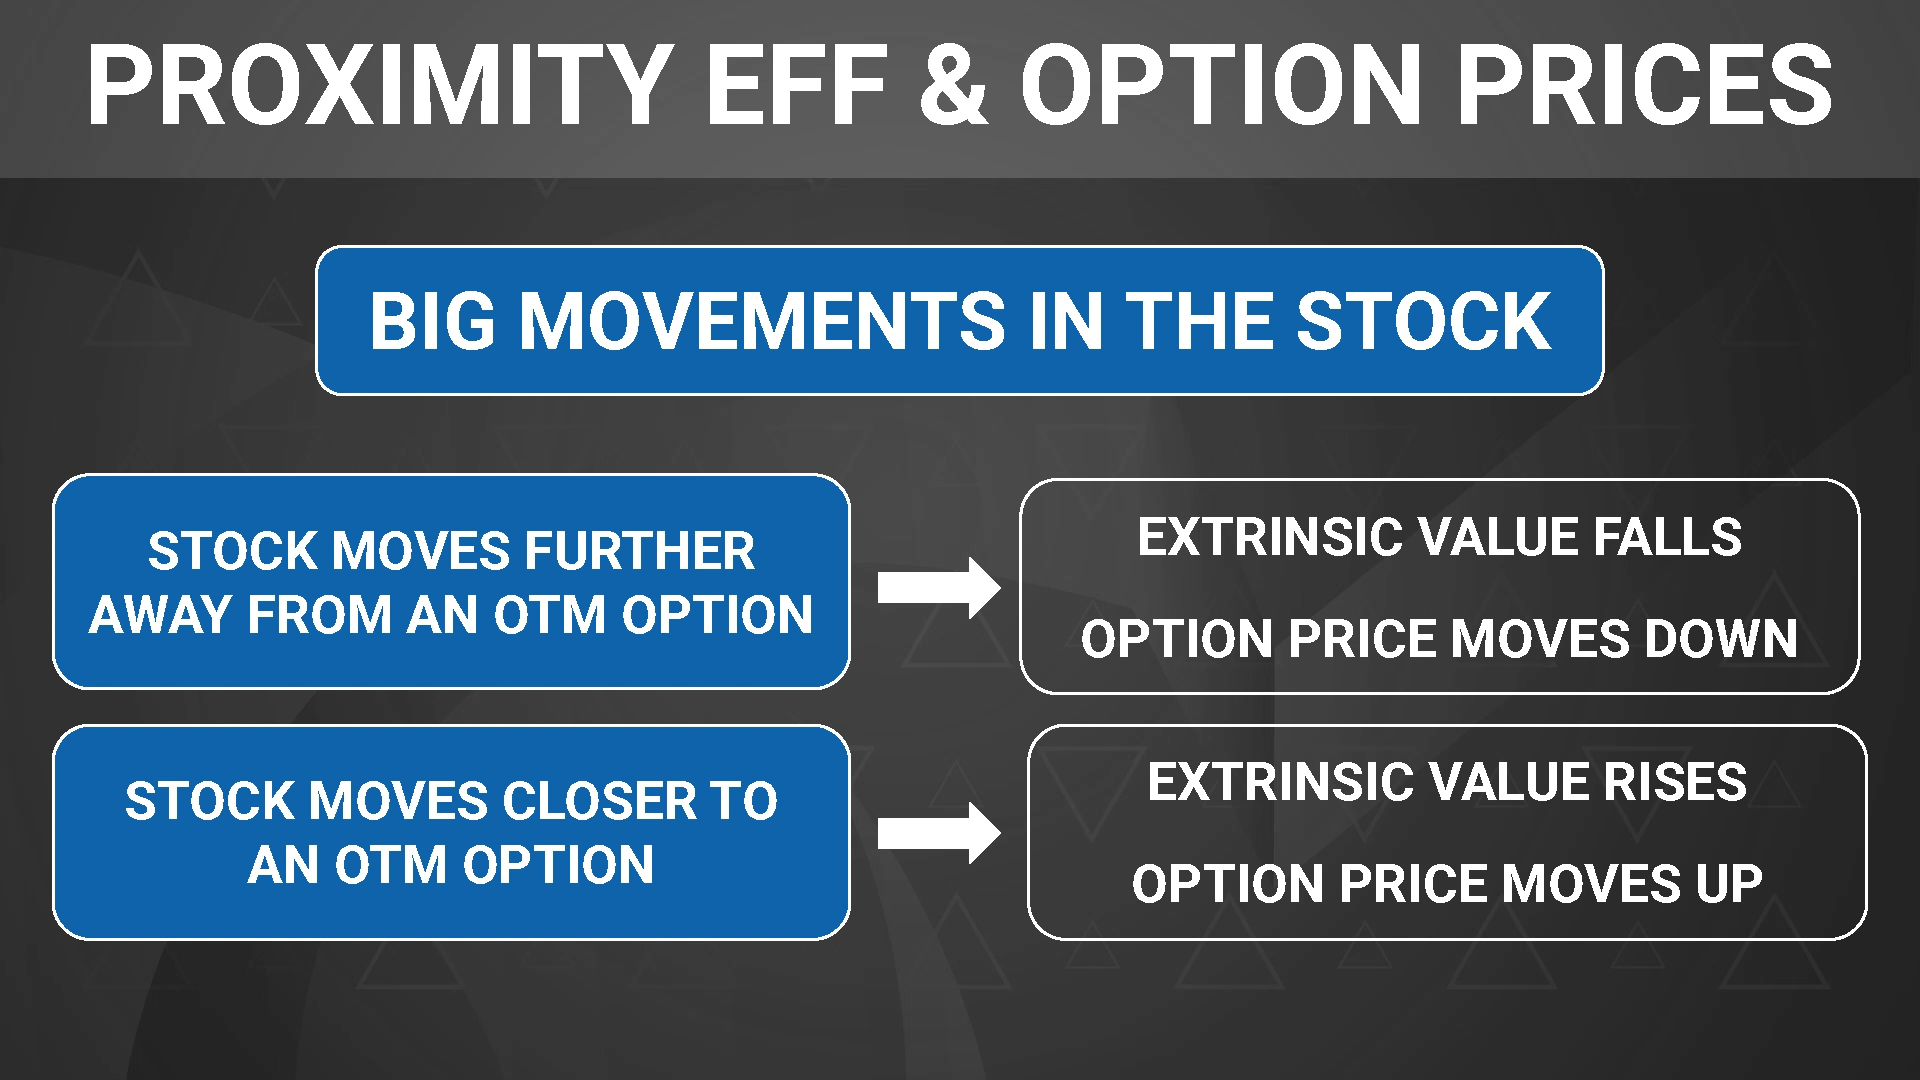 PROXIMITY EFF & OPTION PRICES
BIG MOVEMENTS IN THE STOCK
STOCK MOVES FURTHER
AWAY FROM AN OTM OPTION
EXTRINSIC VALUE FALLS
OPTION PRICE MOVES DOWN
STOCK MOVES CLOSER TO
AN OTM OPTION
EXTRINSIC VALUE RISES
OPTION PRICE MOVES UP